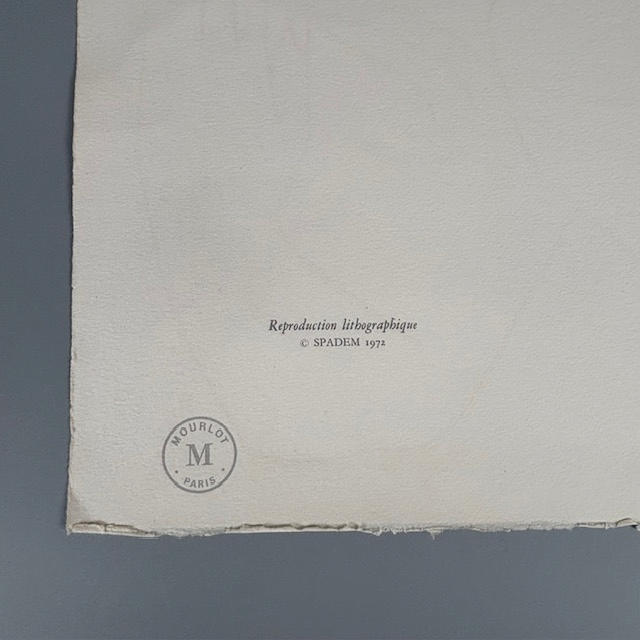 Reproduction lithographique
© SPADEM 1972
MOURLOT
M
PARIS